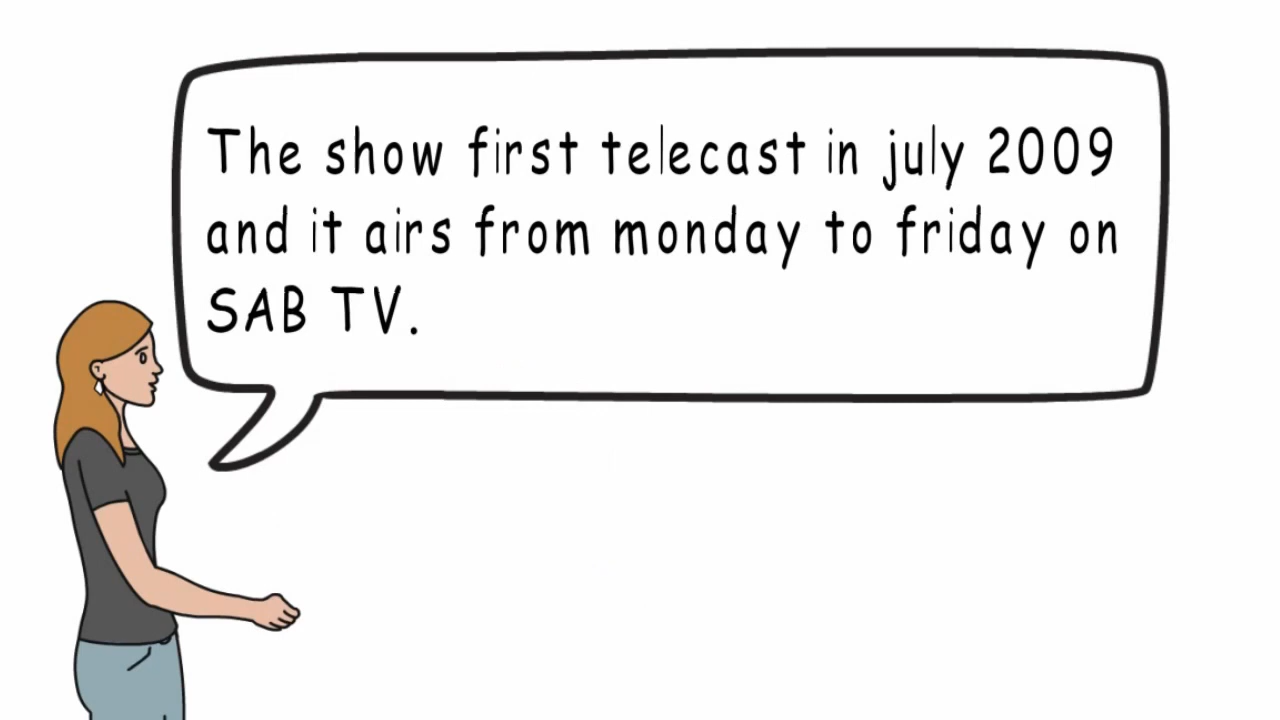 The show first telecast in july 2009
and it airs from monday to friday on
SAB TV.